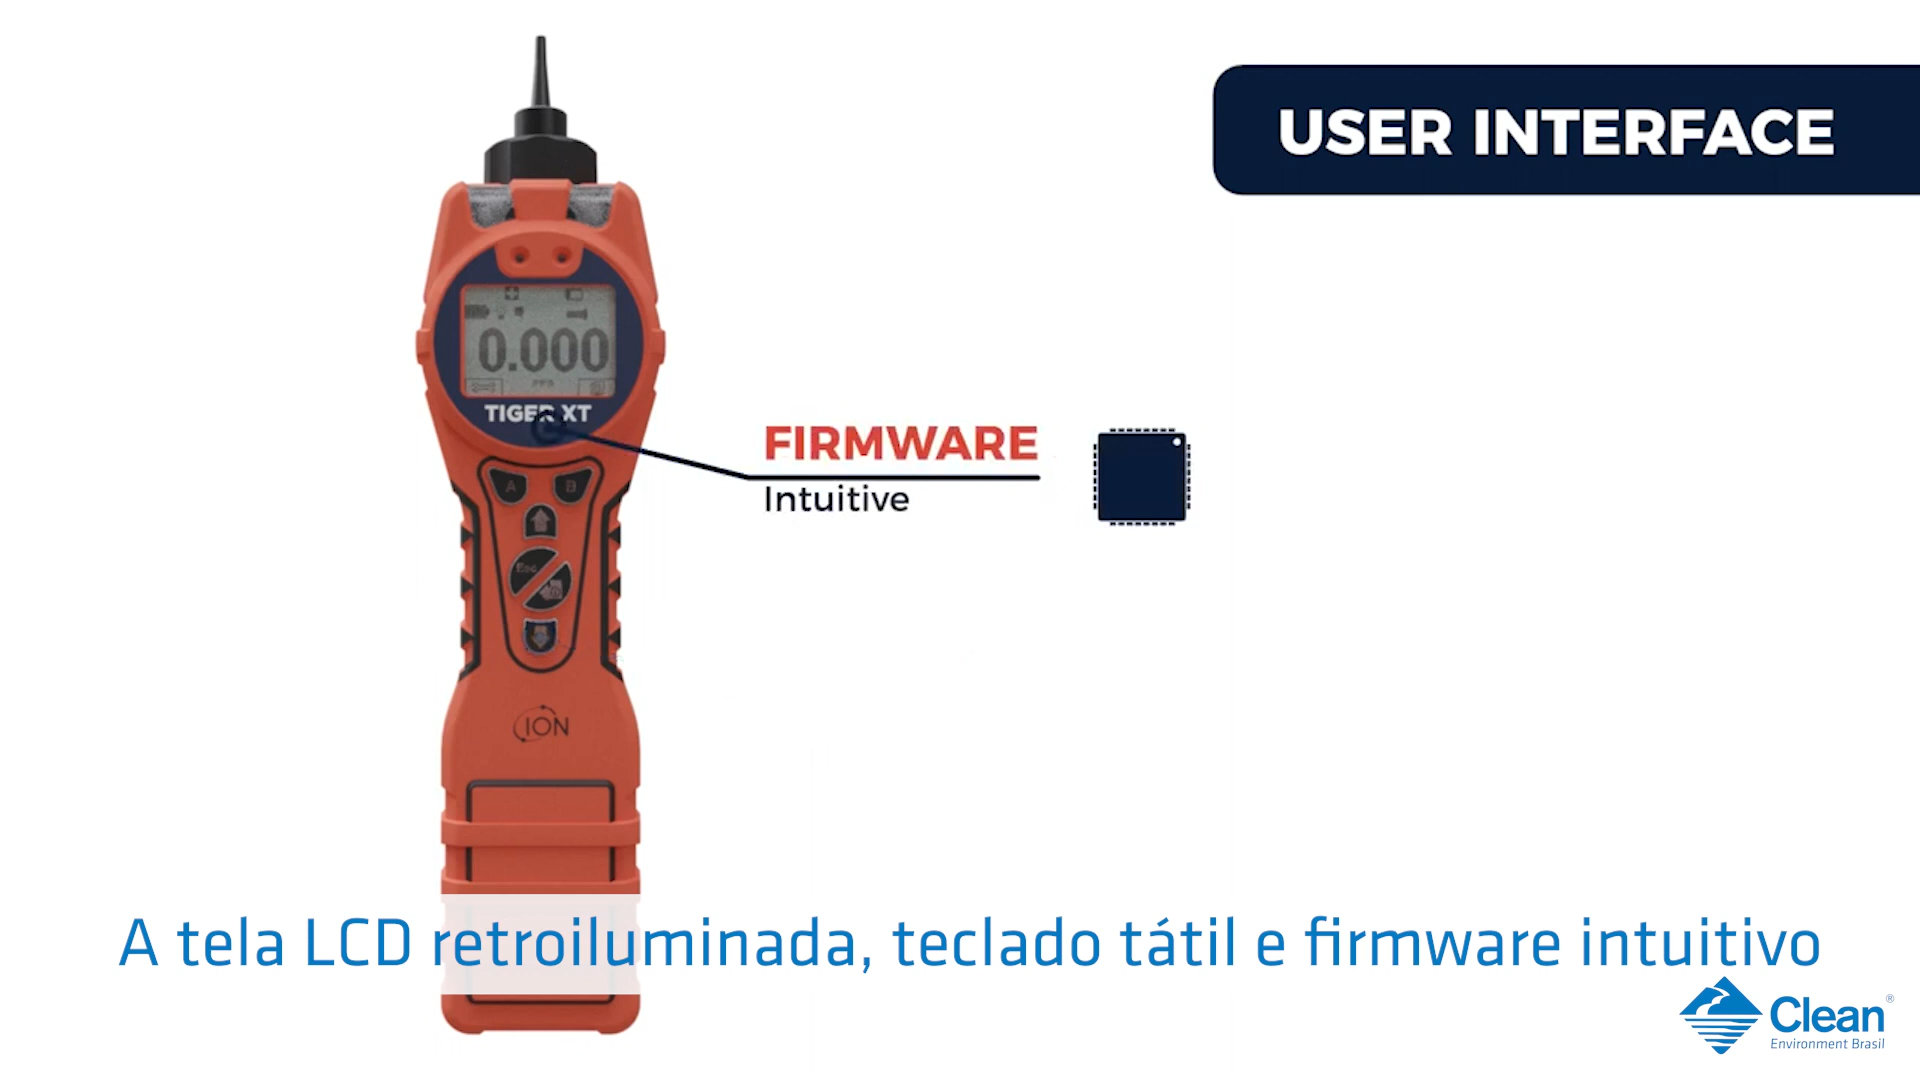 USER INTERFACE
0.000
TIGER XT
FIRMWARE
Intuitive
A
B
Esc
ION
A tela LCD retroiluminada, teclado tátil e firmware intuitivo
Clean®
Environment Brasil